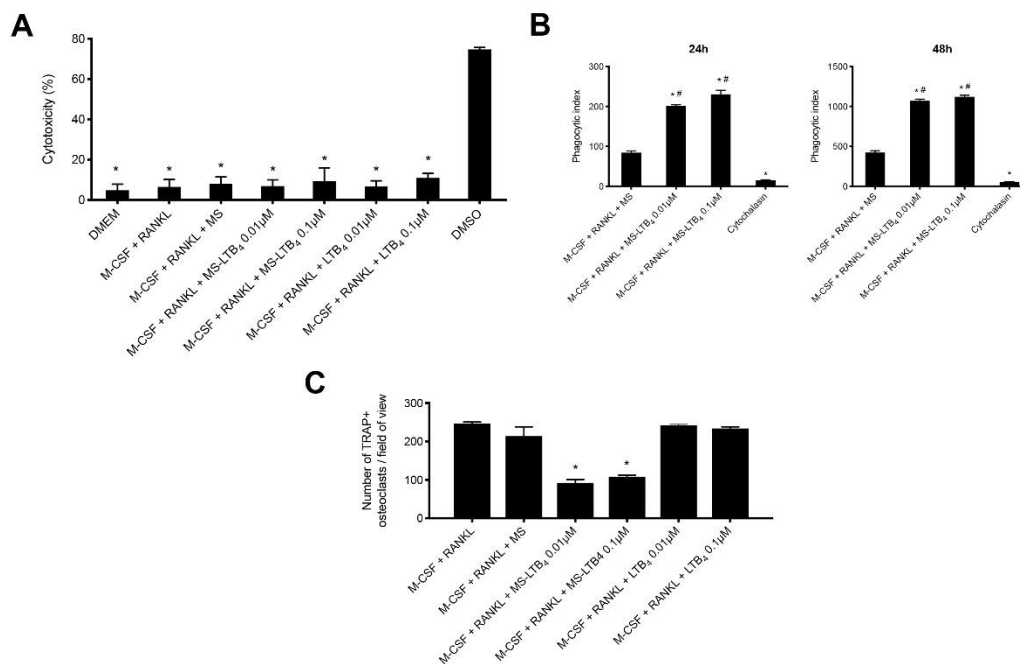 A
Cytotoxicity (%)
80
60
40
20
0
*
*
*
*
*
*
*
DMEM
M-CSF + RANKL
M-CSF + RANKL + MS
M-CSF + RANKL + MS-LTB₄ 0.01µM
M-CSF + RANKL + MS-LTB₄ 0.1µM
M-CSF + RANKL + LTB₄ 0.01µM
M-CSF + RANKL + LTB₄ 0.1µM
DMSO
B
24h
Phagocytic index
300
200
100
0
* #
* #
*
M-CSF + RANKL + MS
M-CSF + RANKL + MS-LTB₄ 0.01µM
M-CSF + RANKL + MS-LTB₄ 0.1µM
Cytochalasin
48h
Phagocytic index
1500
1000
500
0
* #
* #
*
M-CSF + RANKL + MS
M-CSF + RANKL + MS-LTB₄ 0.01µM
M-CSF + RANKL + MS-LTB₄ 0.1µM
Cytochalasin
C
Number of TRAP+
osteoclasts / field of view
300
200
100
0
*
*
M-CSF + RANKL
M-CSF + RANKL + MS
M-CSF + RANKL + MS-LTB₄ 0.01µM
M-CSF + RANKL + MS-LTB4 0.1µM
M-CSF + RANKL + LTB₄ 0.01µM
M-CSF + RANKL + LTB₄ 0.1µM